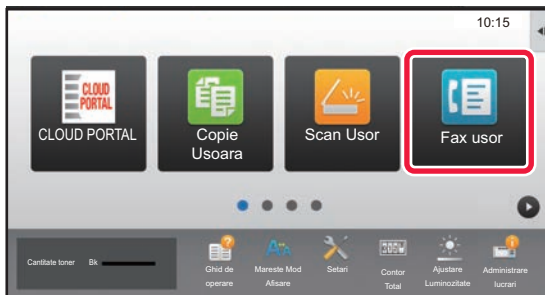 10:15
CLOUD
PORTAL
CLOUD PORTAL
Copie
Usoara
Scan Usor
Fax usor
Cantitate toner Bk
Ghid de
operare
Mareste Mod
Afisare
Setari
Contor
Total
Ajustare
Luminozitate
Administrare
lucrari